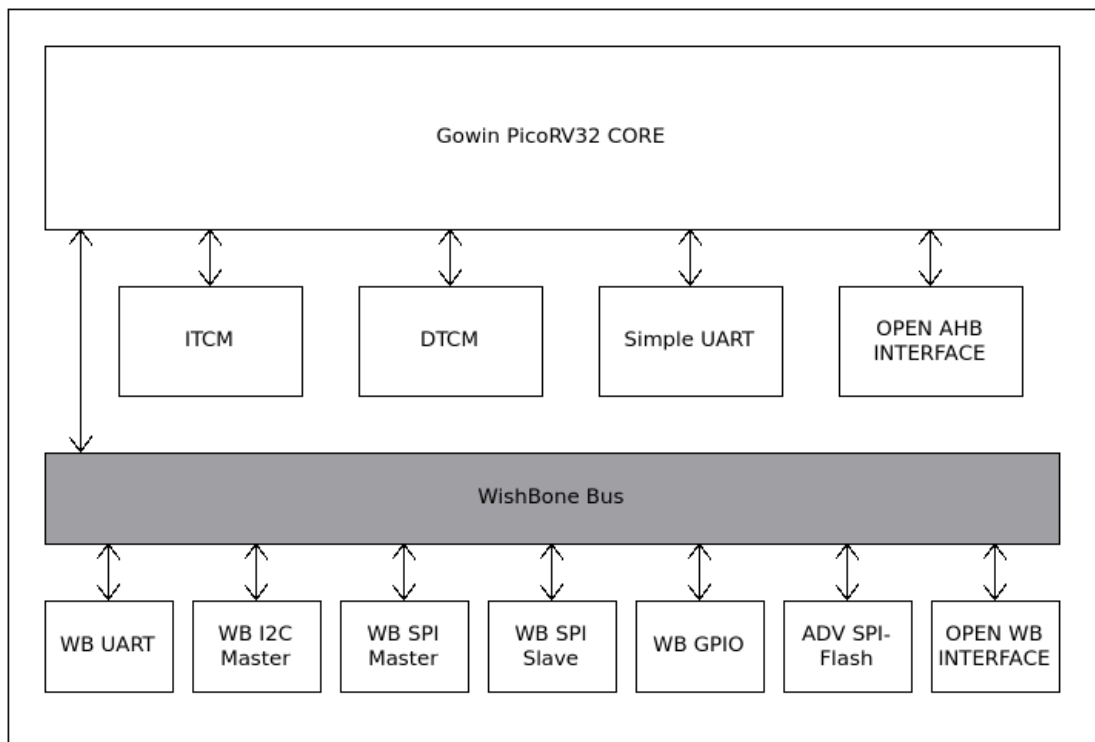 Gowin PicoRV32 CORE
ITCM
DTCM
Simple UART
OPEN AHB
INTERFACE
WishBone Bus
WB UART
WB I2C
Master
WB SPI
Master
WB SPI
Slave
WB GPIO
ADV SPI-
Flash
OPEN WB
INTERFACE